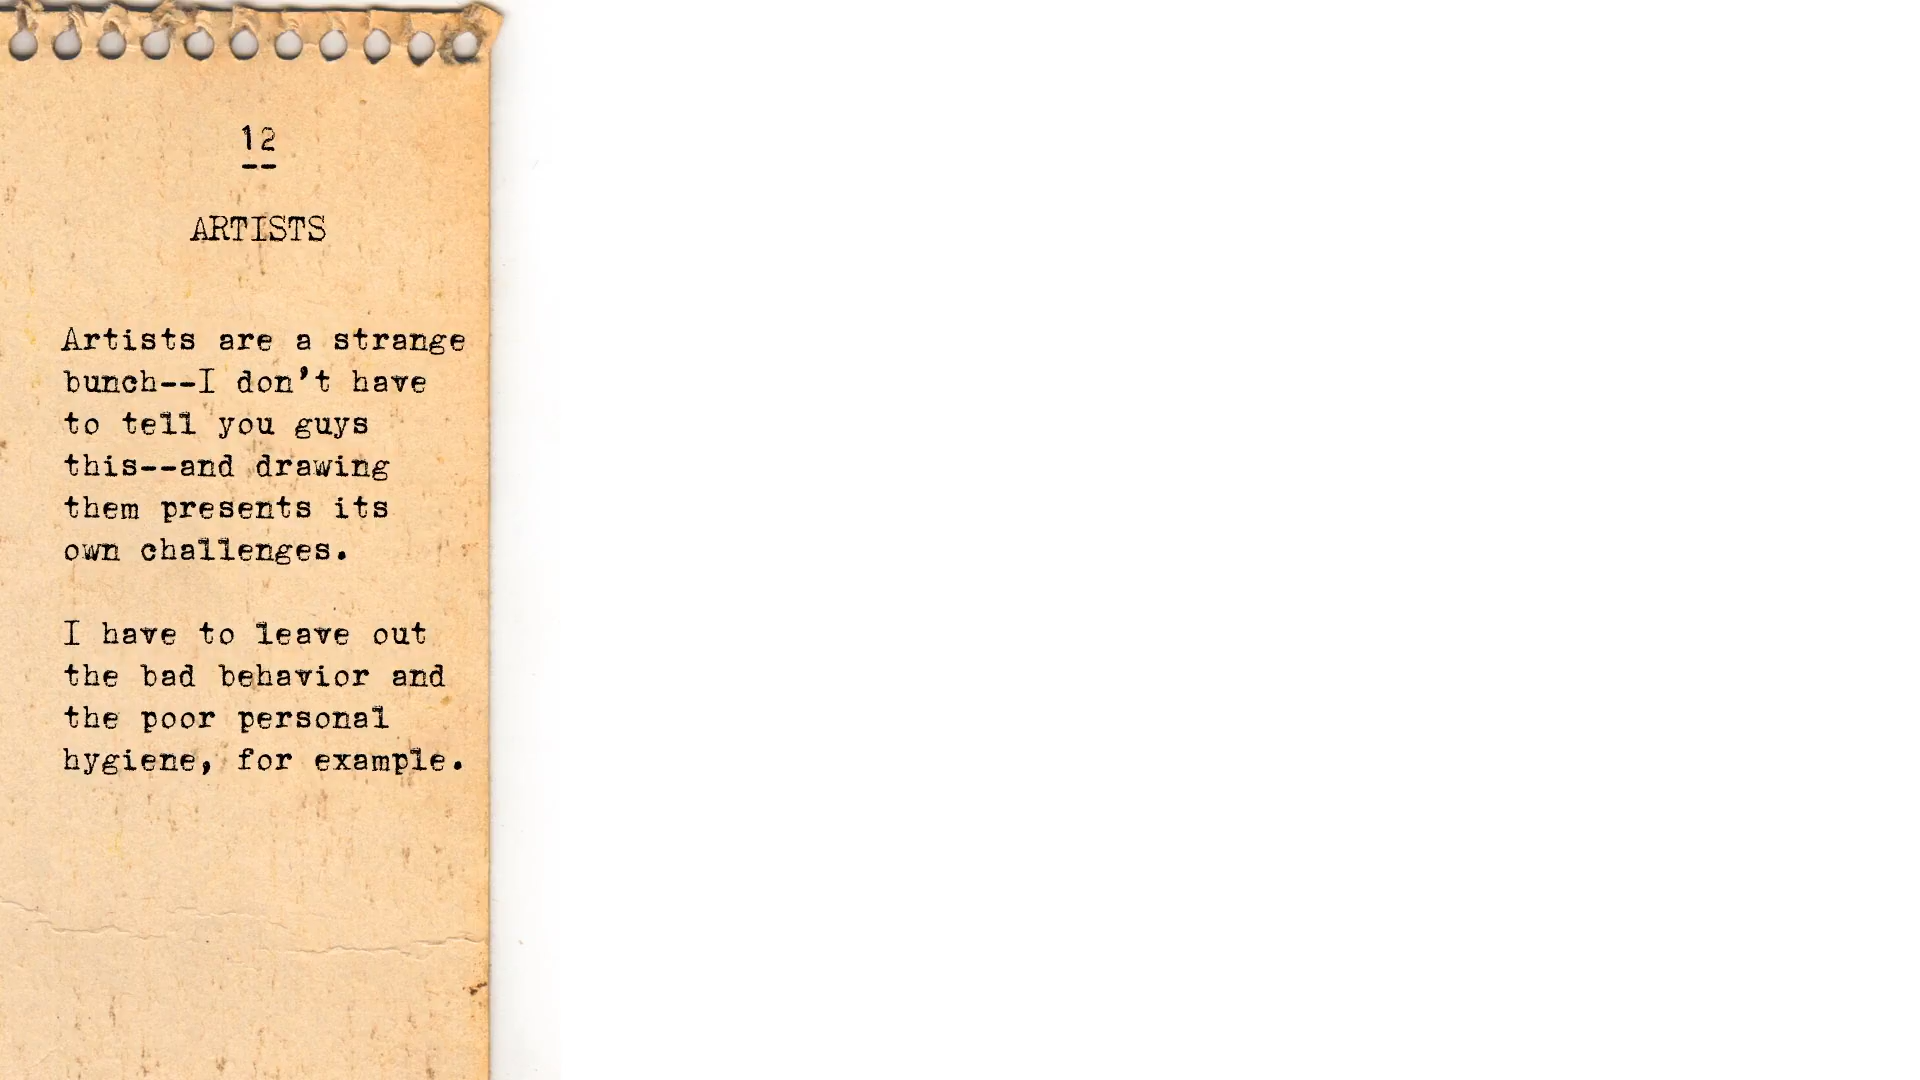 12
--
ARTISTS
Artists are a strange
bunch--I don't have
to tell you guys
this--and drawing
them presents its
own challenges.
I have to leave out
the bad behavior and
the poor personal
hygiene, for example.